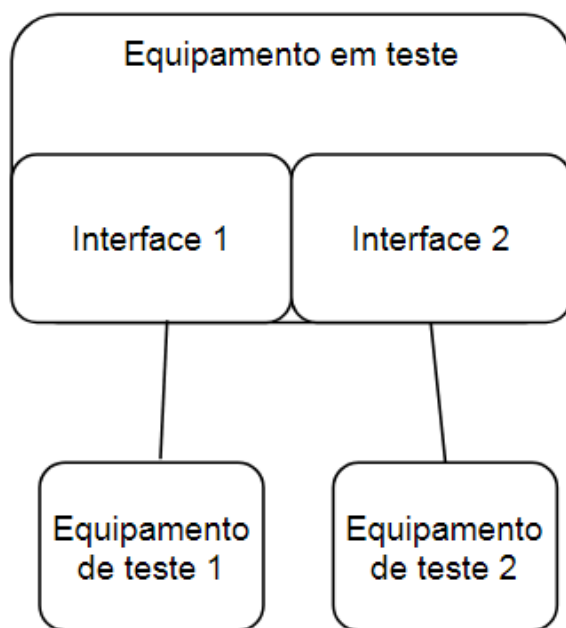 Equipamento em teste
Interface 1
Interface 2
Equipamento
de teste 1
Equipamento
de teste 2